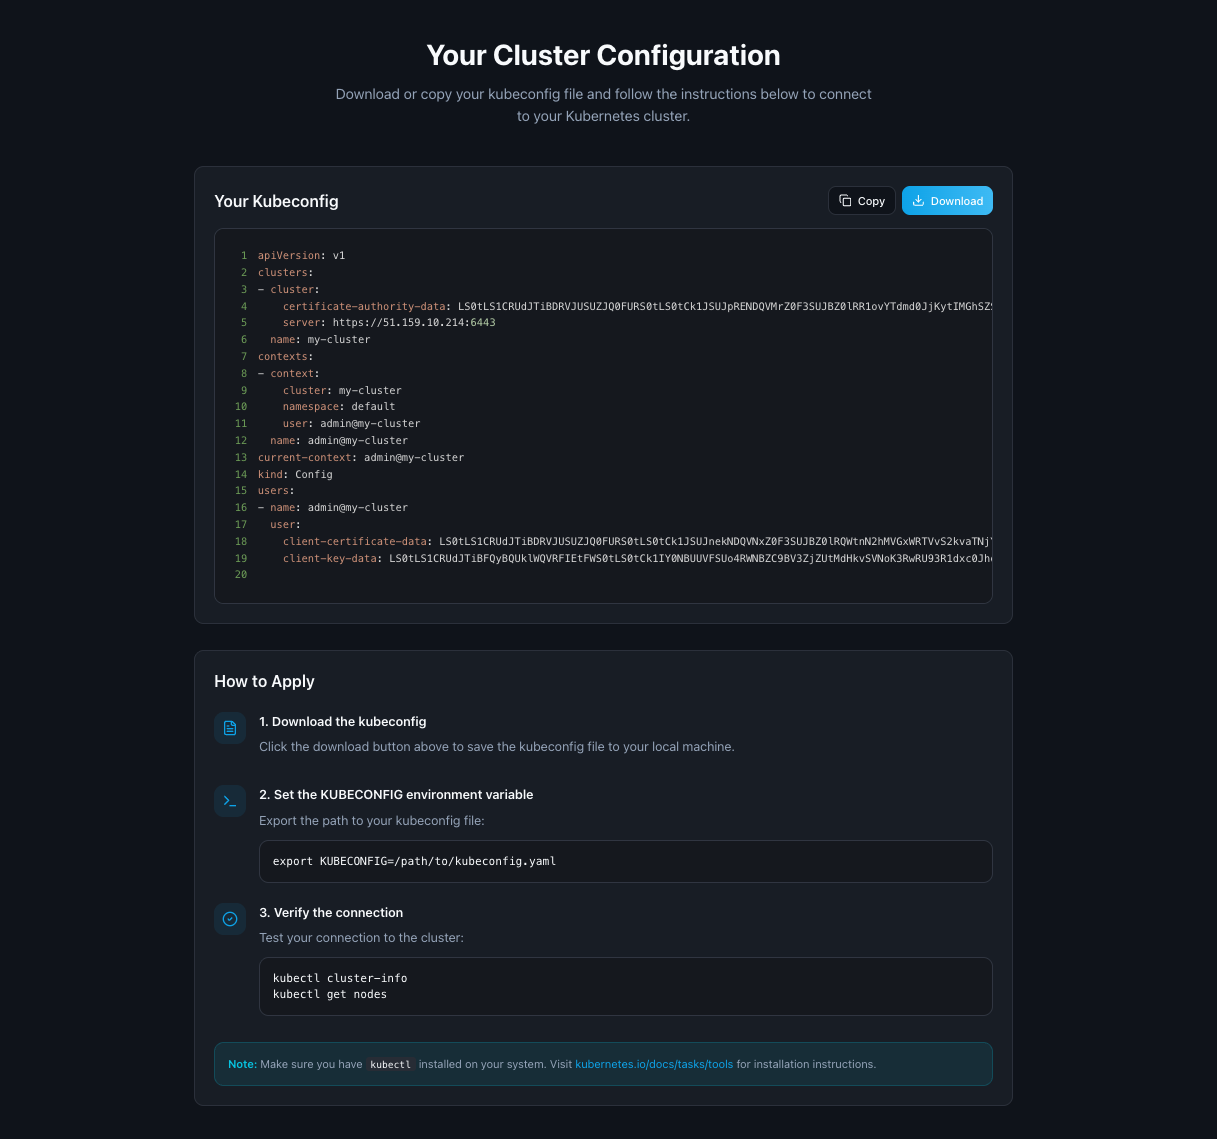 Your Cluster Configuration
Download or copy your kubeconfig file and follow the instructions below to connect
to your Kubernetes cluster.
Your Kubeconfig
Copy
Download
1 apiVersion: v1
2 clusters:
3 - cluster:
4 certificate-authority-data:
5 server: https://51.159.10.214:6443
6 name: my-cluster
7 contexts:
8 - context:
9 cluster: my-cluster
10 namespace: default
11 user: admin@my-cluster
12 name: admin@my-cluster
13 current-context: admin@my-cluster
14 kind: Config
15 users:
16 - name: admin@my-cluster
17 user:
18 client-certificate-data:
19 client-key-data:
20
How to Apply
1. Download the kubeconfig
Click the download button above to save the kubeconfig file to your local machine.
2. Set the KUBECONFIG environment variable
Export the path to your kubeconfig file:
export KUBECONFIG=/path/to/kubeconfig.yaml
3. Verify the connection
Test your connection to the cluster:
kubectl cluster-info
kubectl get nodes
Note: Make sure you have kubectl installed on your system. Visit kubernetes.io/docs/tasks/tools for installation instructions.